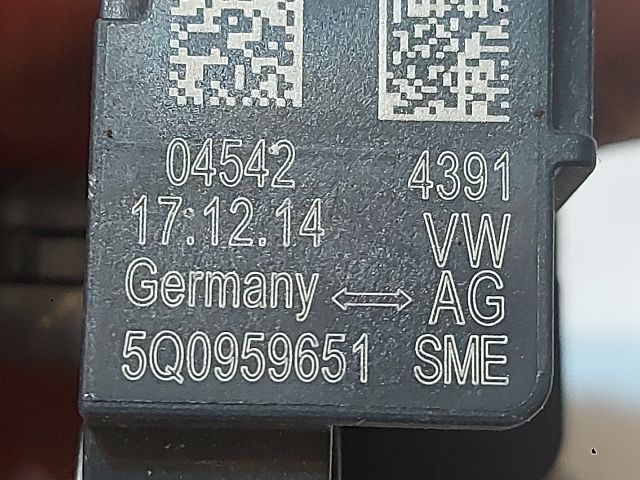 04542 4391
17:12.14 VW
Germany ⟷ AG
5Q0959651 SME